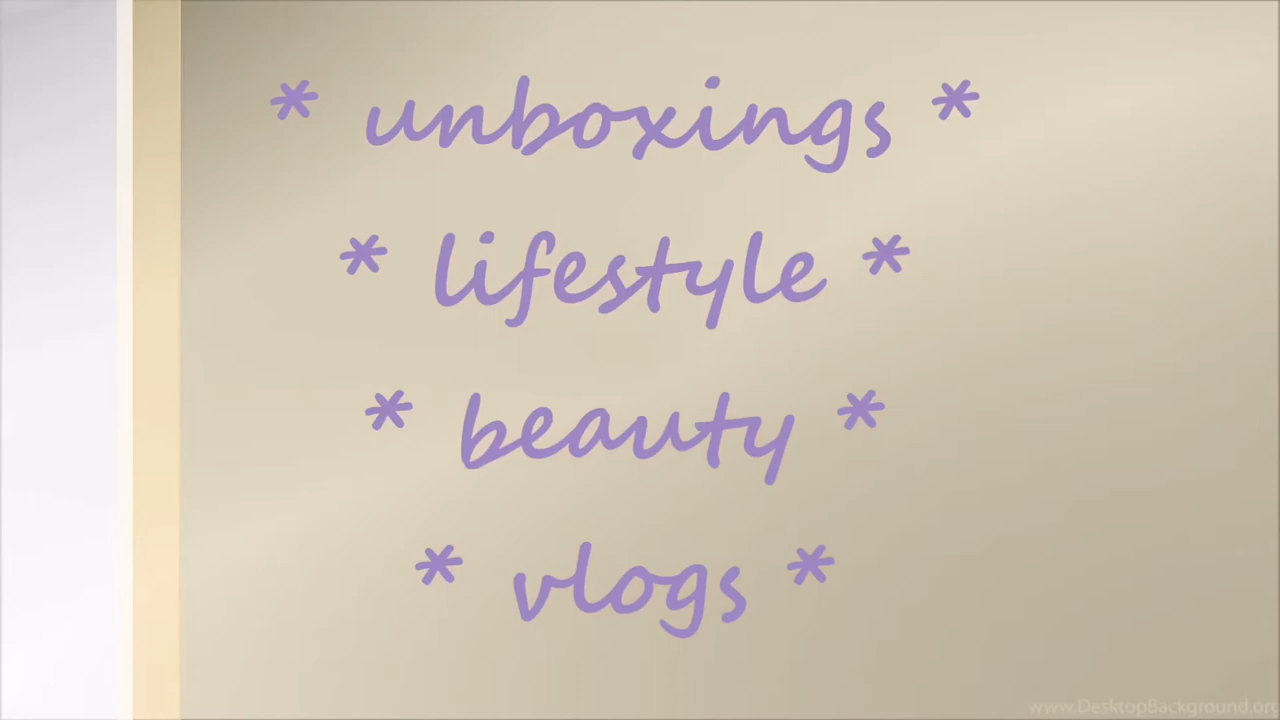 * unboxings *
* lifestyle *
* beauty *
* vlogs *
www.DesktopBackground.org